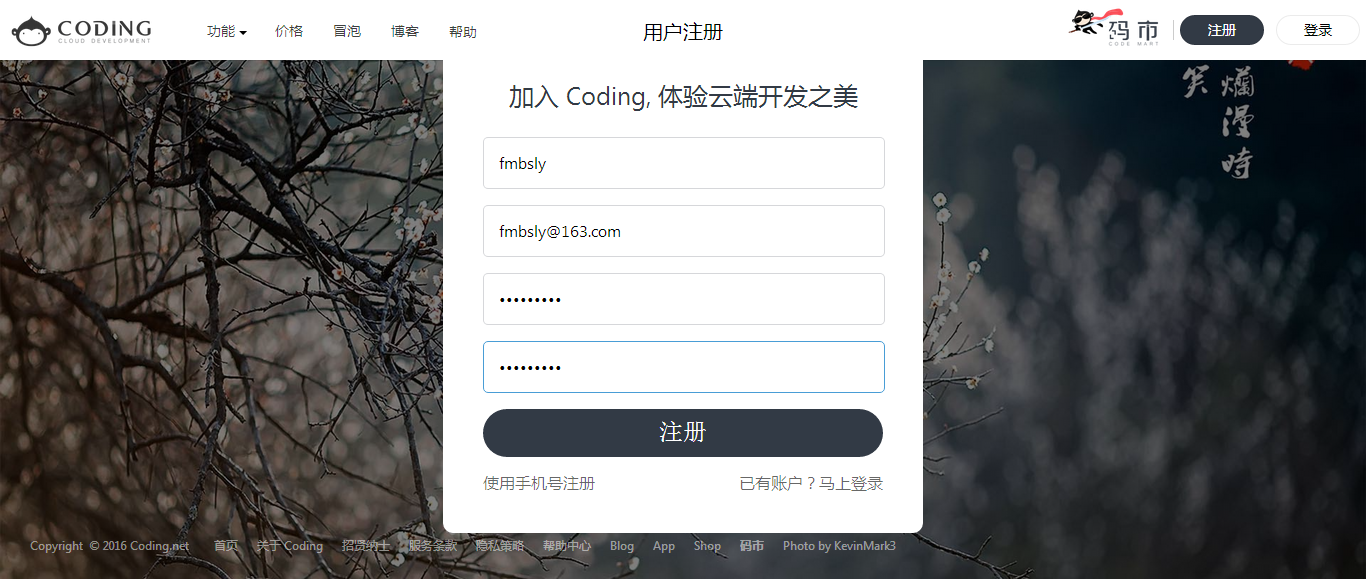 CODING
CLOUD DEVELOPMENT
功能 价格 冒泡 博客 帮助
用户注册
码市
CODE MART
注册 登录
笑
爛漫時
加入 Coding, 体验云端开发之美
fmbsly
fmbsly@163.com
•••••••••
•••••••••
注册
使用手机号注册 已有账户？马上登录
Copyright © 2016 Coding.net 首页 关于 Coding 招贤纳士 服务条款 隐私策略 帮助中心 Blog App Shop 码市 Photo by KevinMark3